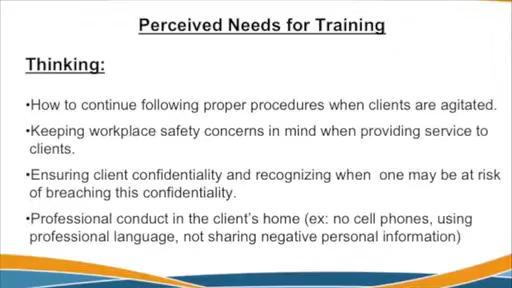 Perceived Needs for Training
Thinking:
•How to continue following proper procedures when clients are agitated.
•Keeping workplace safety concerns in mind when providing service to
clients.
•Ensuring client confidentiality and recognizing when one may be at risk
of breaching this confidentiality.
•Professional conduct in the client's home (ex: no cell phones, using
professional language, not sharing negative personal information)